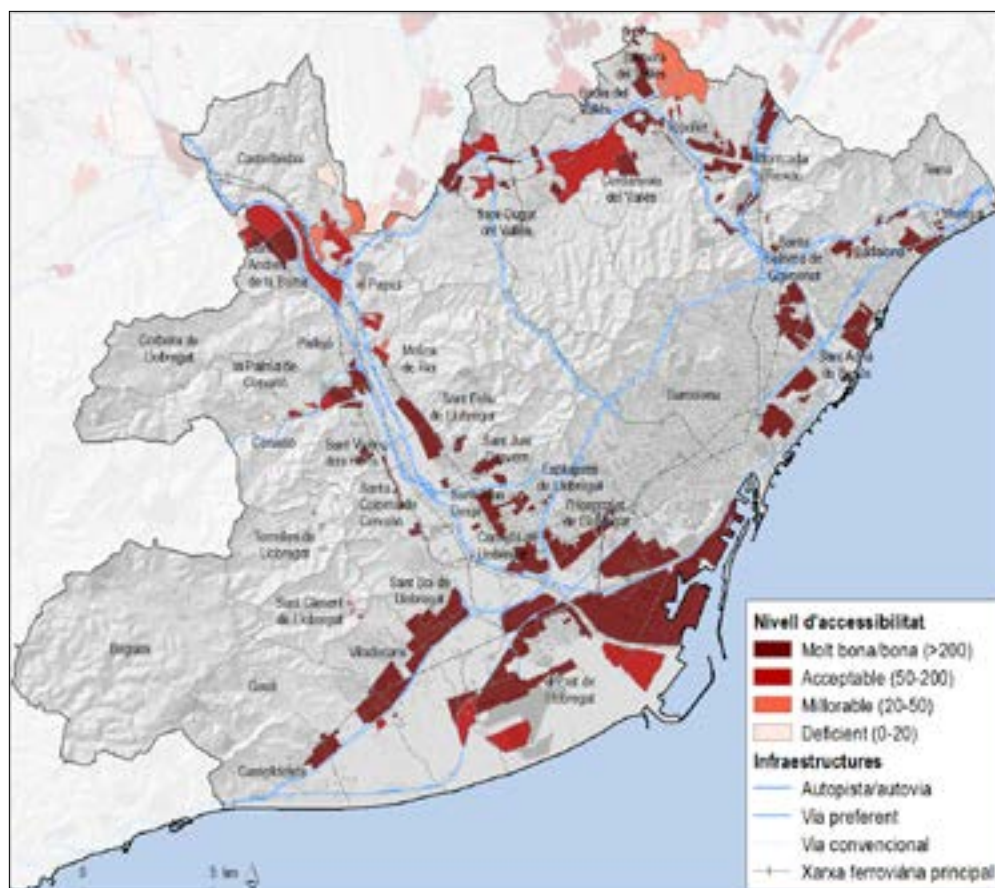 Castellbisbal
Tiana
del Vallès
Sant Cugat
del Vallès
Badalona
Santa
Coloma de
Gramenet
Sant Andreu
de la Barca
el Papiol
Corbera de
Llobregat
Pallejà
Molins
de Rei
la Palma de
Cervelló
Sant Adrià
de Besòs
Barcelona
Sant Feliu
de Llobregat
Cervelló
Sant Vicenç
dels Horts
Sant Just
Desvern
Esplugues
de Llobregat
Santa
Coloma de
Cervelló
Torrelles de
Llobregat
Sant Boi de
Llobregat
Sant Climent
de Llobregat
Viladecans
Begues
Gavà
el Prat de
Llobregat
Castelldefels
0 5 km
Nivell d'accessibilitat
Molt bona/bona (>200)
Acceptable (50-200)
Millorable (20-50)
Deficient (0-20)
Infraestructures
Autopista/autovia
Via preferent
Via convencional
Xarxa ferroviària principal